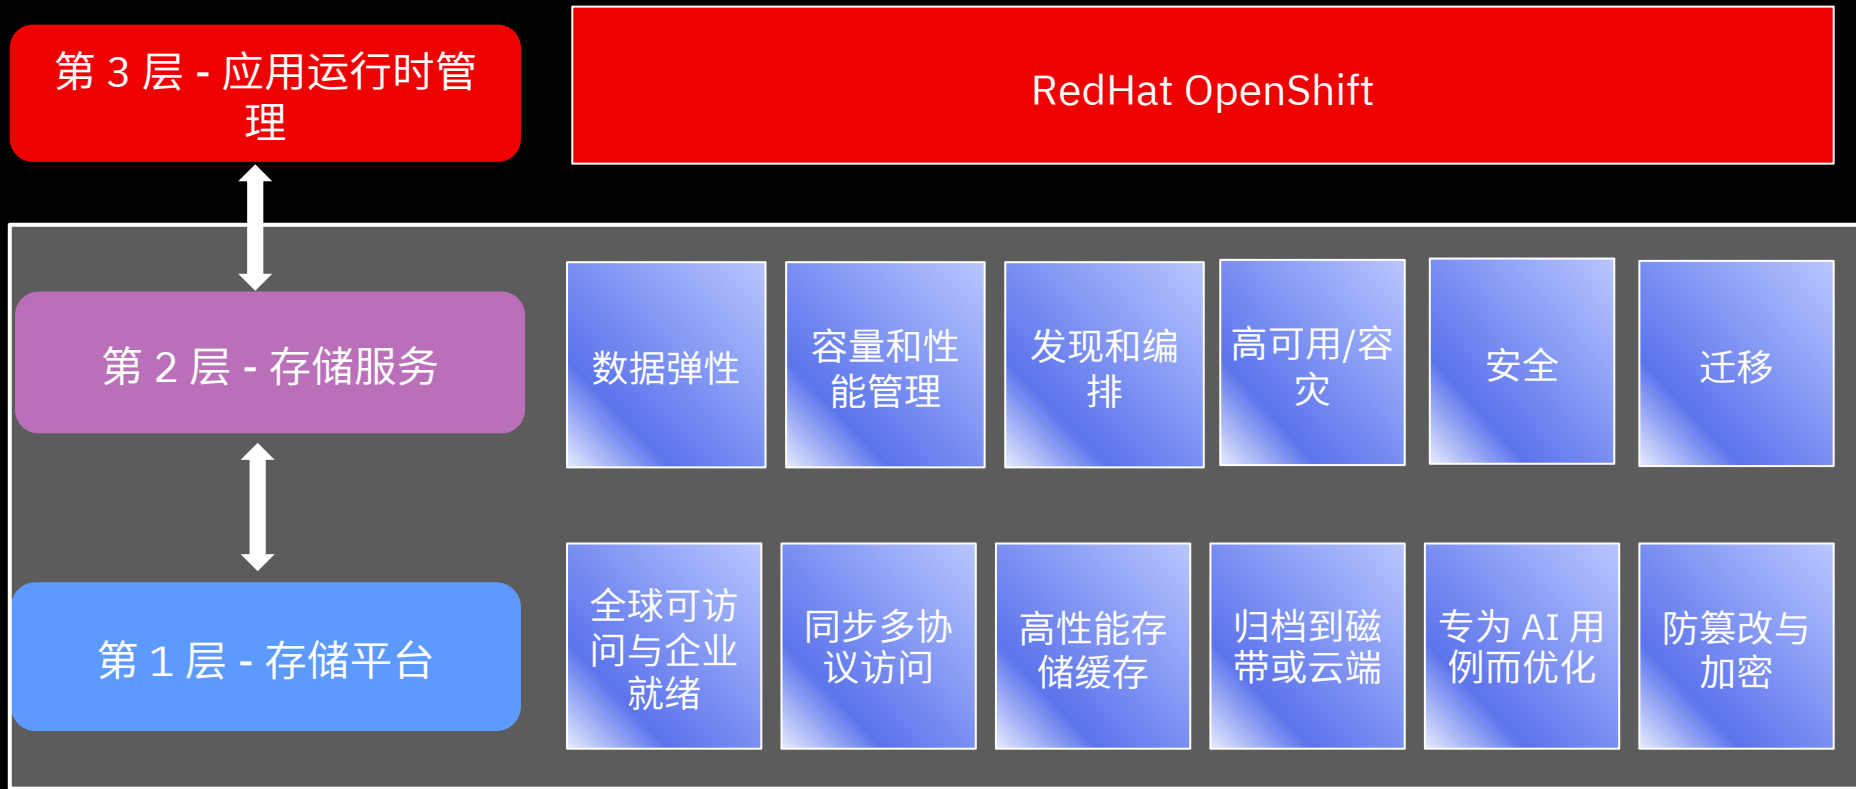 第 3 层 - 应用运行时管
理
RedHat OpenShift
第 2 层 - 存储服务
数据弹性
容量和性
能管理
发现和编
排
高可用/容
灾
安全
迁移
第 1 层 - 存储平台
全球可访
问与企业
就绪
同步多协
议访问
高性能存
储缓存
归档到磁
带或云端
专为 AI 用
例而优化
防篡改与
加密